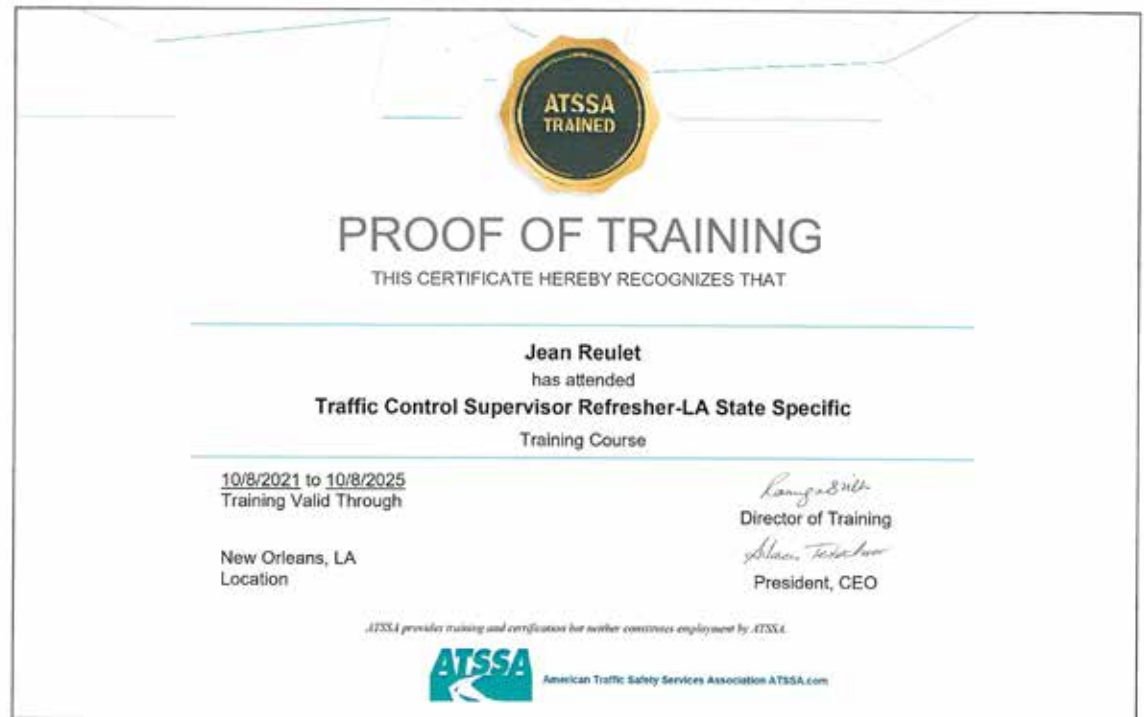 ATSSA
TRAINED
PROOF OF TRAINING
THIS CERTIFICATE HEREBY RECOGNIZES THAT
Jean Reulet
has attended
Traffic Control Supervisor Refresher-LA State Specific
Training Course
10/8/2021 to 10/8/2025
Training Valid Through
New Orleans, LA
Location
Director of Training
President, CEO
ATSSA provides training and certification but neither constitutes employment by ATSSA.
ATSSA
American Traffic Safety Services Association ATSSA.com